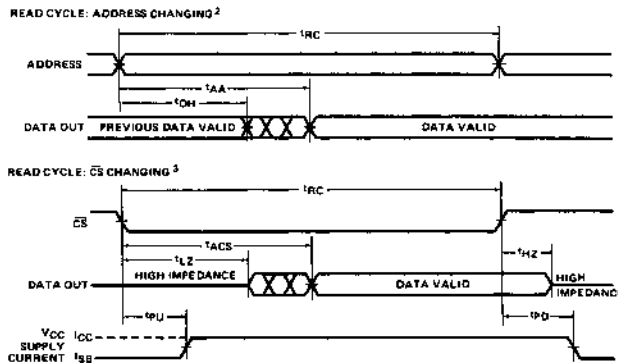 READ CYCLE: ADDRESS CHANGING 2
tRC
ADDRESS
tAA
tOH
DATA OUT PREVIOUS DATA VALID DATA VALID
READ CYCLE: CS CHANGING 3
tRC
CS
tACS
tLZ tHZ
HIGH IMPEDANCE HIGH
DATA OUT DATA VALID IMPEDANC
tPU tPD
VCC ICC
SUPPLY
CURRENT ISB